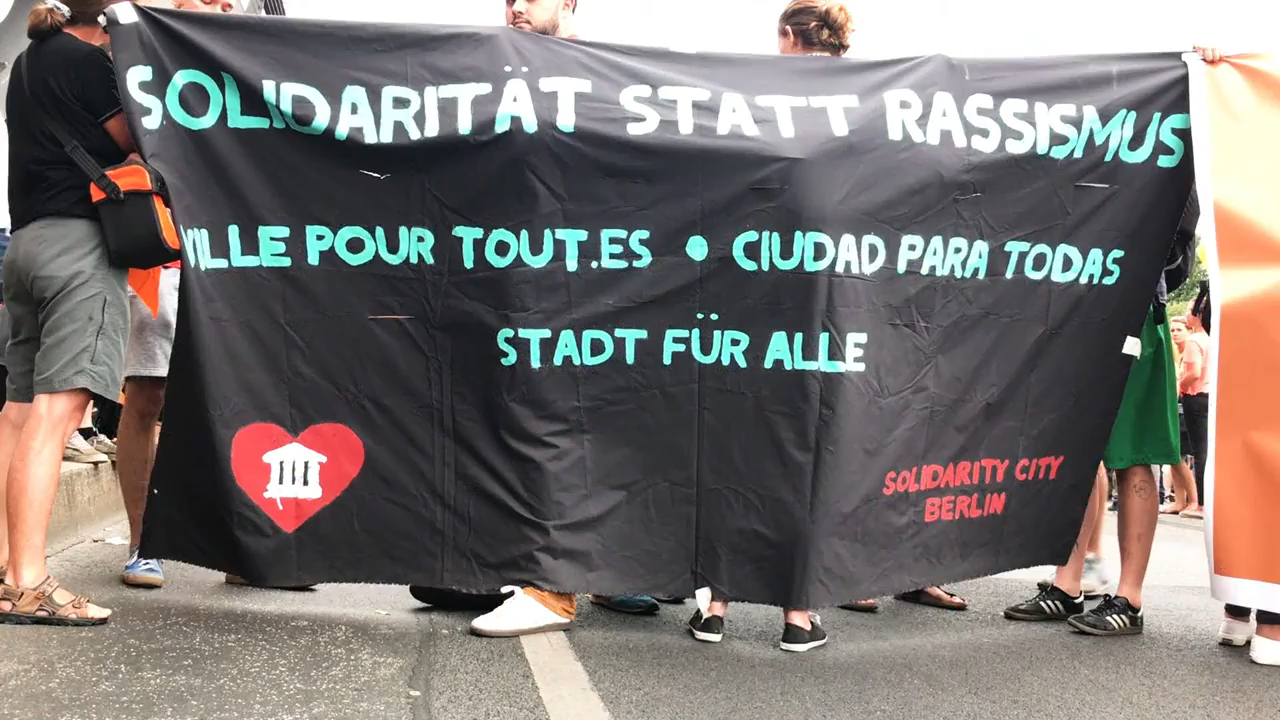 SOLIDARITÄT STATT RASSISMUS
VILLE POUR TOUT.ES • CIUDAD PARA TODAS
STADT FÜR ALLE
SOLIDARITY CITY
BERLIN